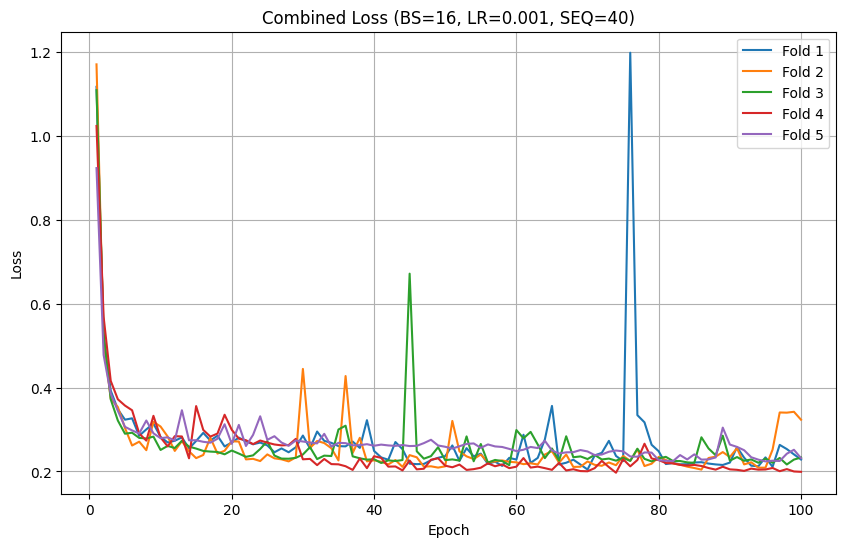 Combined Loss (BS=16, LR=0.001, SEQ=40)
Fold 1
Fold 2
Fold 3
Fold 4
Fold 5
1.2
1.0
0.8
0.6
0.4
0.2
Loss
0 20 40 60 80 100
Epoch